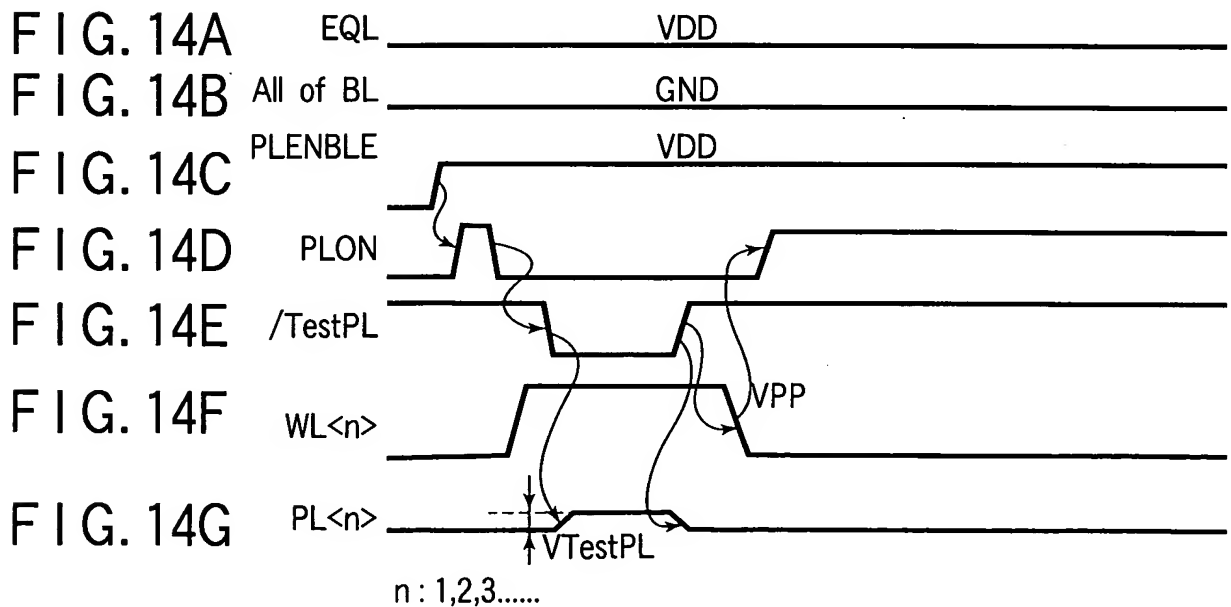 FIG. 14A EQL VDD
FIG. 14B All of BL GND
FIG. 14C PLENBLE VDD
FIG. 14D PLON
FIG. 14E /TestPL
FIG. 14F WL<n> VPP
FIG. 14G PL<n> VTestPL
n : 1,2,3......